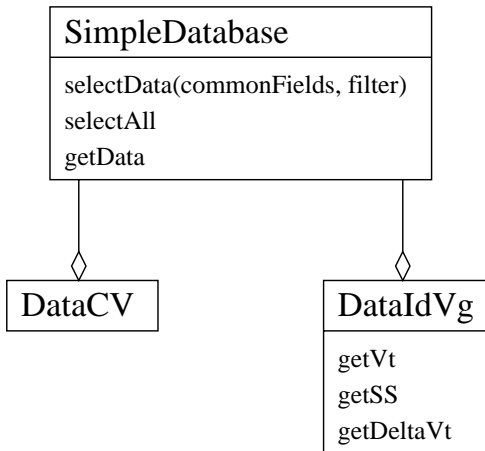 SimpleDatabase
selectData(commonFields, filter)
selectAll
getData
DataCV
DataIdVg
getVt
getSS
getDeltaVt